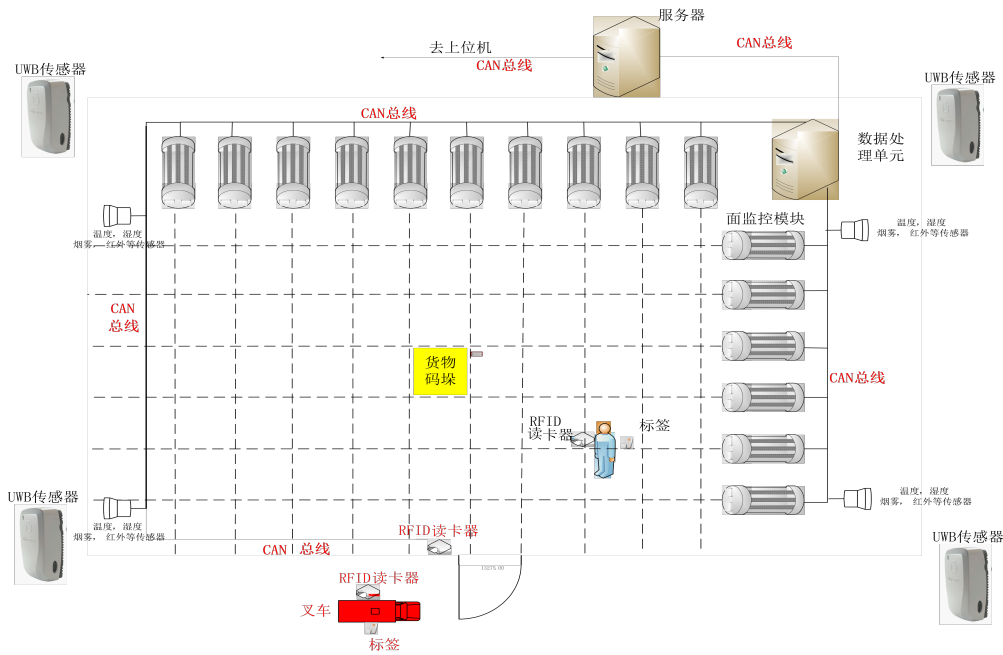 服务器
去上位机
CAN总线
CAN总线
UWB传感器
UWB传感器
CAN总线
数据处
理单元
面监控模块
温度，湿度
烟雾， 红外等传感器
温度，湿度
烟雾， 红外等传感器
CAN
总线
货物
码垛
CAN总线
RFID
读卡器
标签
UWB传感器
温度，湿度
烟雾， 红外等传感器
温度，湿度
烟雾， 红外等传感器
RFID读卡器
CAN 总线
UWB传感器
RFID读卡器
叉车
标签